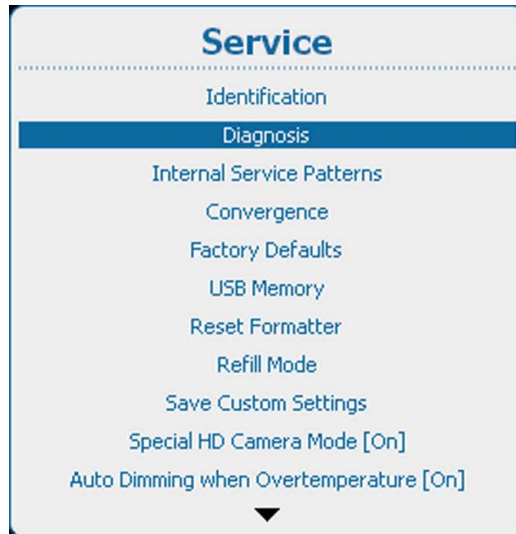 Service
Identification
Diagnosis
Internal Service Patterns
Convergence
Factory Defaults
USB Memory
Reset Formatter
Refill Mode
Save Custom Settings
Special HD Camera Mode [On]
Auto Dimming when Overtemperature [On]